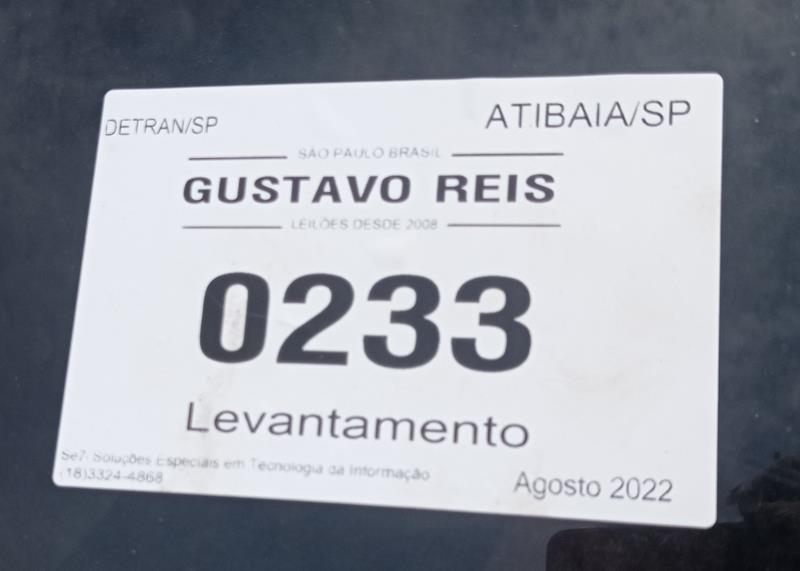 DETRAN/SP
ATIBAIA/SP
SÃO PAULO BRASIL
GUSTAVO REIS
LEILÕES DESDE 2008
0233
Levantamento
Se7- Soluções Especiais em Tecnologia da Informação
(18)3324-4868
Agosto 2022